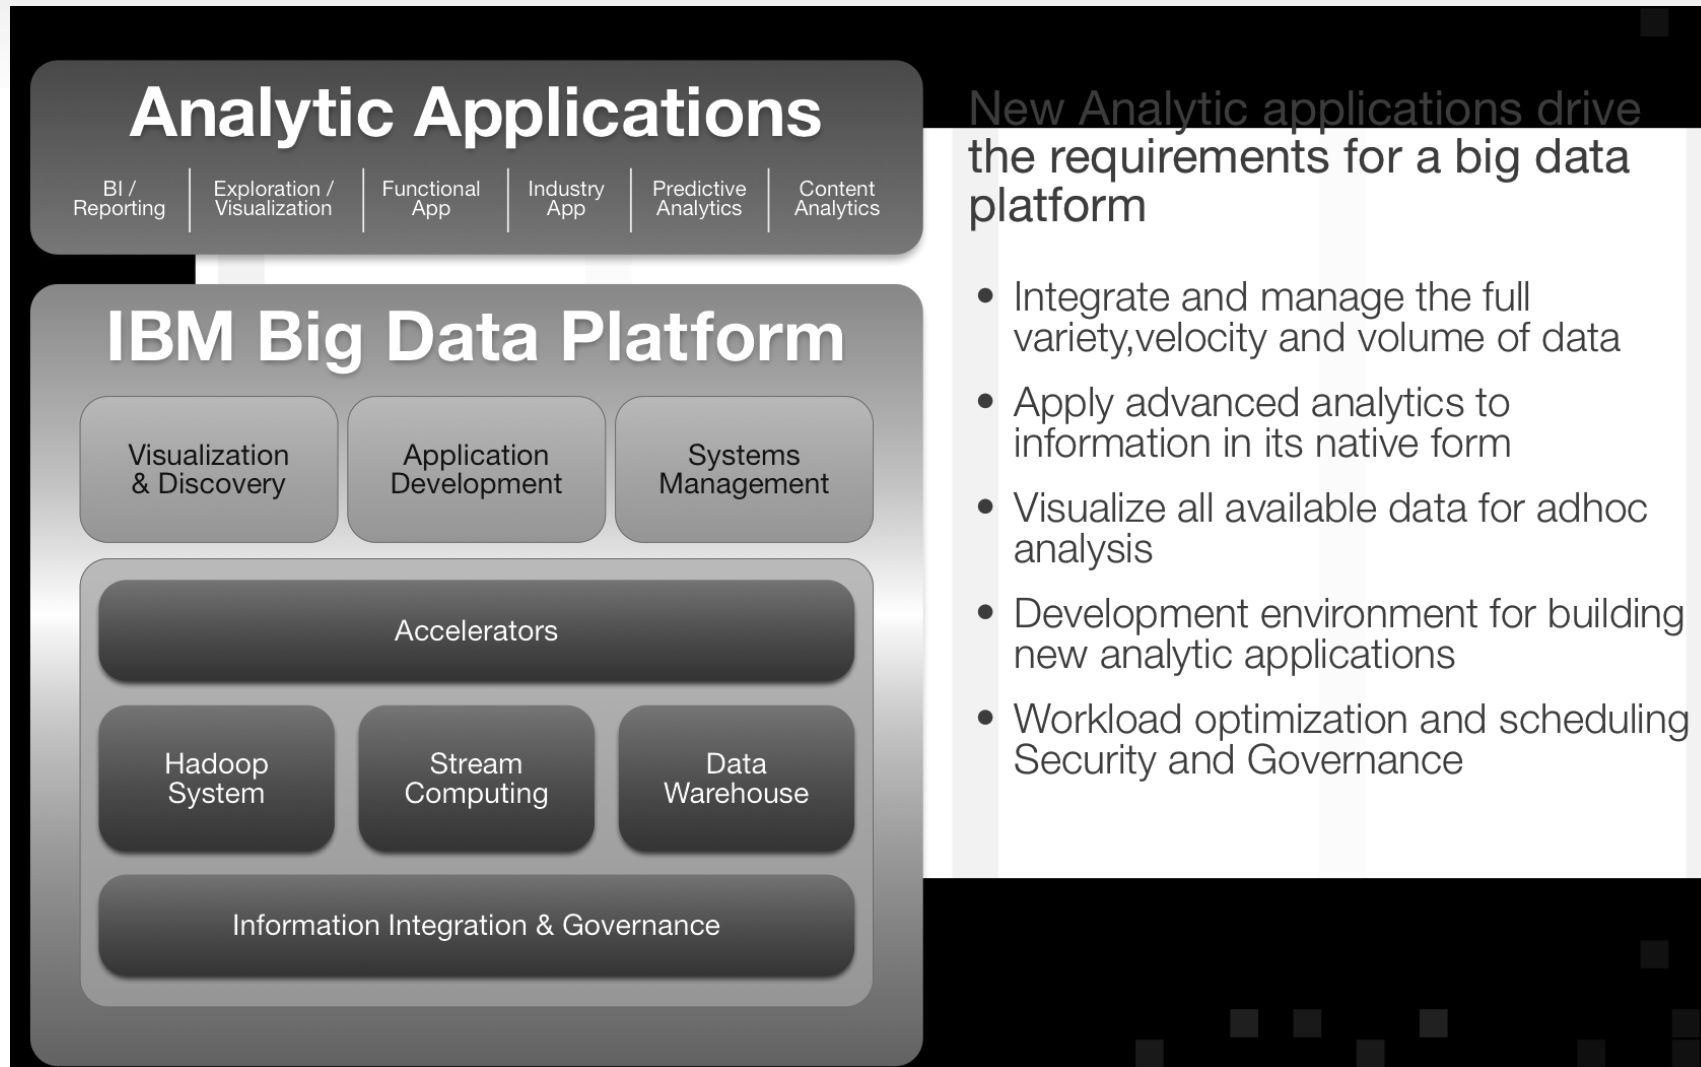 Analytic Applications
BI /
Reporting
Exploration /
Visualization
Functional
App
Industry
App
Predictive
Analytics
Content
Analytics
IBM Big Data Platform
Visualization
& Discovery
Application
Development
Systems
Management
Accelerators
Hadoop
System
Stream
Computing
Data
Warehouse
Information Integration & Governance
New Analytic applications drive
the requirements for a big data
platform
• Integrate and manage the full
variety,velocity and volume of data
• Apply advanced analytics to
information in its native form
• Visualize all available data for adhoc
analysis
• Development environment for building
new analytic applications
• Workload optimization and scheduling
Security and Governance